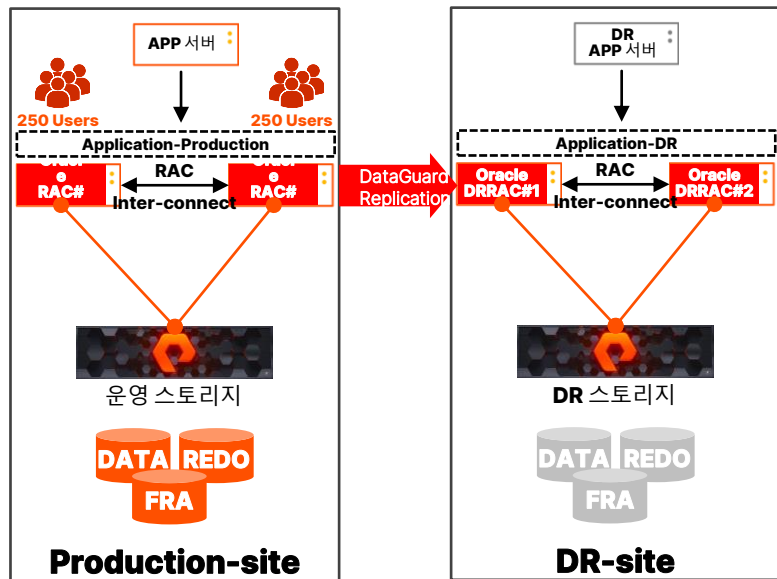 APP 서버
250 Users
250 Users
Application-Production
e
RAC#
RAC
Inter-connect
e
RAC#
운영 스토리지
DATA
REDO
FRA
Production-site
DataGuard
Replication
DR
APP 서버
Application-DR
Oracle
DRRAC#1
RAC
Inter-connect
Oracle
DRRAC#2
DR 스토리지
DATA
REDO
FRA
DR-site